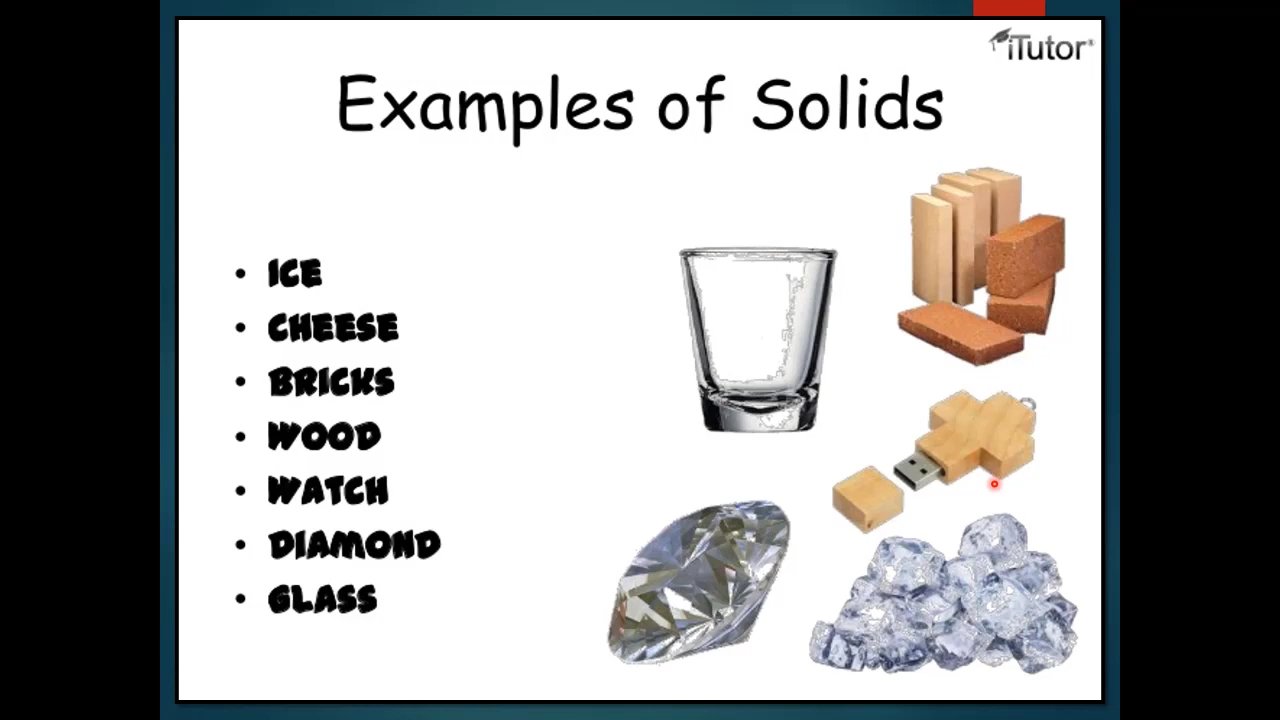 iTutor®
Examples of Solids
• ICE
• CHEESE
• BRICKS
• WOOD
• WATCH
• DIAMOND
• GLASS